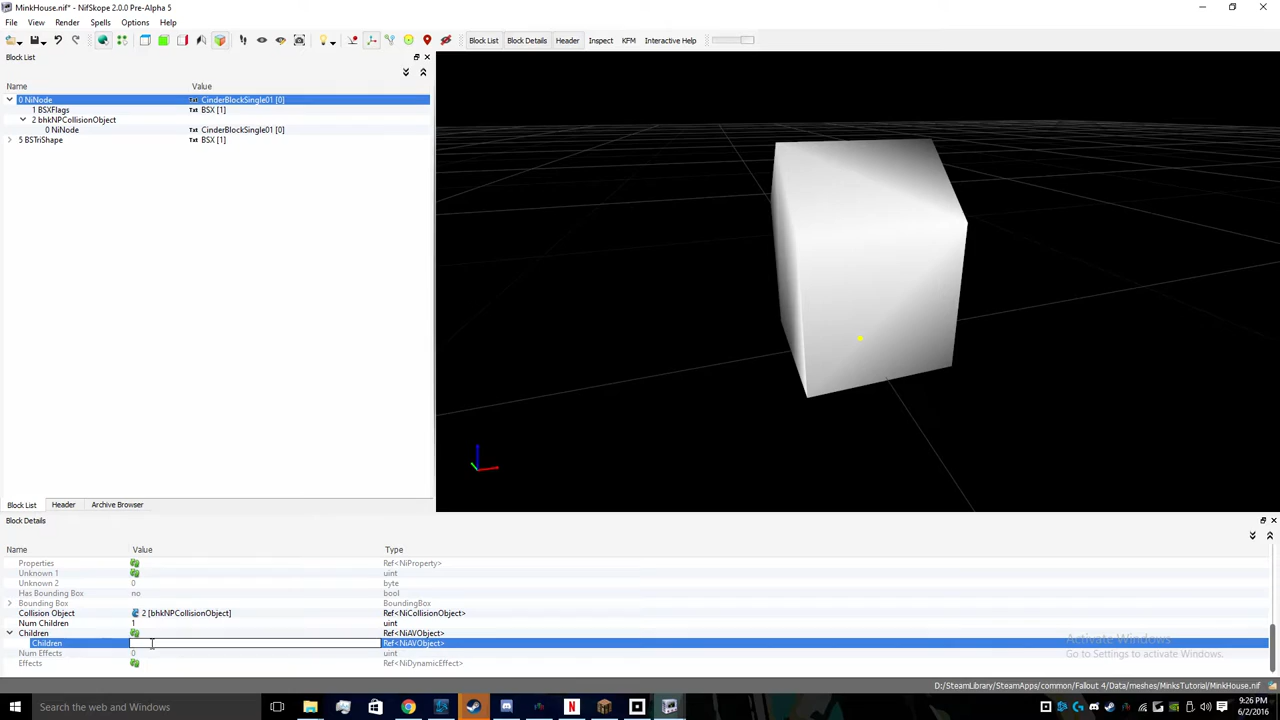 MinkHouse.nif* - NifSkope 2.0.0 Pre-Alpha 5
File View Render Spells Options Help
Block List Block Details Header Inspect KFM Interactive Help
Block List
Name Value
0 NiNode Txt CinderBlockSingle01 [0]
1 BSXFlags Txt BSX [1]
2 bhkNPCollisionObject
0 NiNode Txt CinderBlockSingle01 [0]
5 BSTriShape Txt BSX [1]
Block List Header Archive Browser
Block Details
Name Value Type
Properties Ref<NiProperty>
Unknown 1 uint
Unknown 2 0 byte
Has Bounding Box no bool
Bounding Box BoundingBox
Collision Object 2 [bhkNPCollisionObject] Ref<NiCollisionObject>
Num Children 1 uint
Children Ref<NiAVObject>
Children Ref<NiAVObject>
Num Effects 0 uint
Effects Ref<NiDynamicEffect>
Activate Windows
Go to Settings to activate Windows.
D:/SteamLibrary/SteamApps/common/Fallout 4/Data/meshes/MinksTutorial/MinkHouse.nif
Search the web and Windows
9:26 PM
6/2/2016